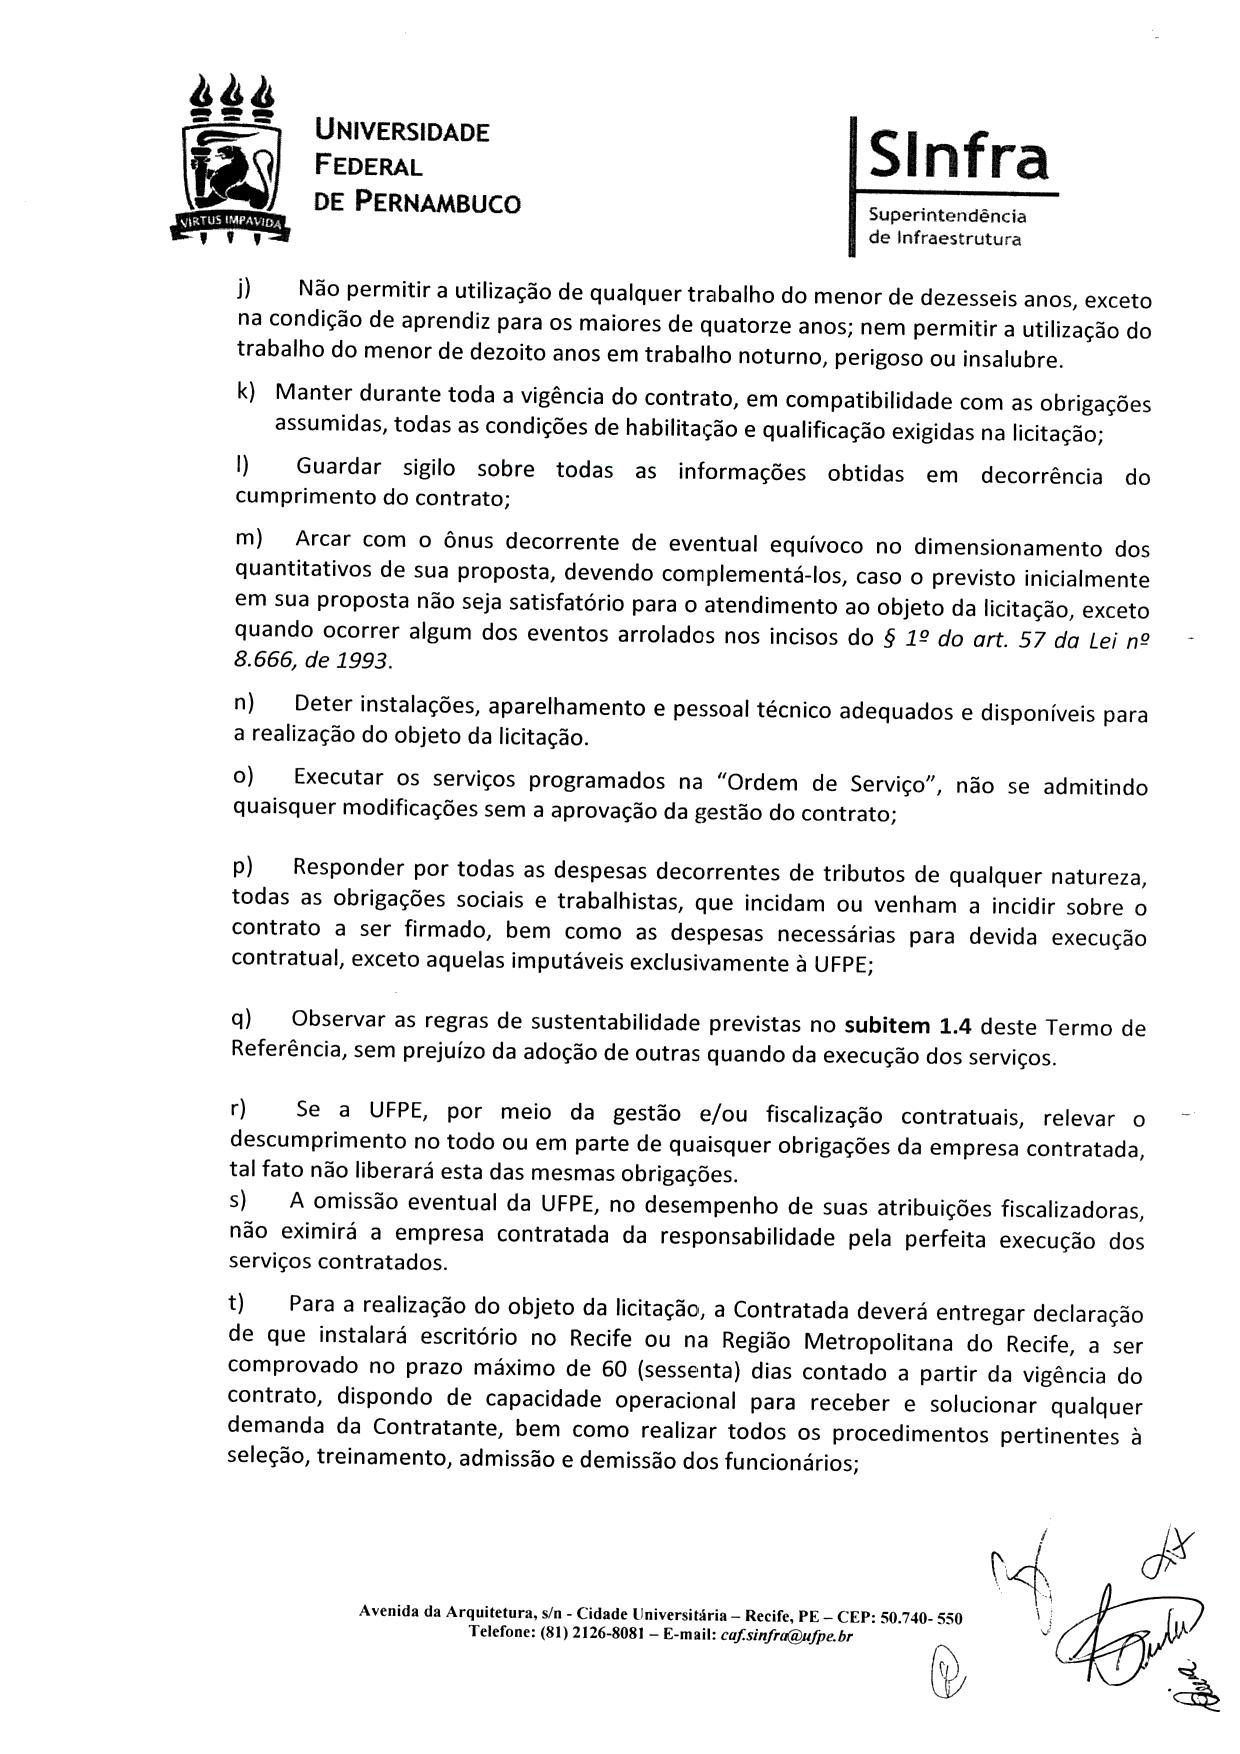 UNIVERSIDADE
FEDERAL
DE PERNAMBUCO
VIRTUS IMPAVIDA
SInfra
Superintendência
de Infraestrutura
j) Não permitir a utilização de qualquer trabalho do menor de dezesseis anos, exceto
na condição de aprendiz para os maiores de quatorze anos; nem permitir a utilização do
trabalho do menor de dezoito anos em trabalho noturno, perigoso ou insalubre.
k) Manter durante toda a vigência do contrato, em compatibilidade com as obrigações
assumidas, todas as condições de habilitação e qualificação exigidas na licitação;
l) Guardar sigilo sobre todas as informações obtidas em decorrência do
cumprimento do contrato;
m) Arcar com o ônus decorrente de eventual equívoco no dimensionamento dos
quantitativos de sua proposta, devendo complementá-los, caso o previsto inicialmente
em sua proposta não seja satisfatório para o atendimento ao objeto da licitação, exceto
quando ocorrer algum dos eventos arrolados nos incisos do § 1º do art. 57 da Lei nº
8.666, de 1993.
n) Deter instalações, aparelhamento e pessoal técnico adequados e disponíveis para
a realização do objeto da licitação.
o) Executar os serviços programados na “Ordem de Serviço”, não se admitindo
quaisquer modificações sem a aprovação da gestão do contrato;
p) Responder por todas as despesas decorrentes de tributos de qualquer natureza,
todas as obrigações sociais e trabalhistas, que incidam ou venham a incidir sobre o
contrato a ser firmado, bem como as despesas necessárias para devida execução
contratual, exceto aquelas imputáveis exclusivamente à UFPE;
q) Observar as regras de sustentabilidade previstas no subitem 1.4 deste Termo de
Referência, sem prejuízo da adoção de outras quando da execução dos serviços.
r) Se a UFPE, por meio da gestão e/ou fiscalização contratuais, relevar o
descumprimento no todo ou em parte de quaisquer obrigações da empresa contratada,
tal fato não liberará esta das mesmas obrigações.
s) A omissão eventual da UFPE, no desempenho de suas atribuições fiscalizadoras,
não eximirá a empresa contratada da responsabilidade pela perfeita execução dos
serviços contratados.
t) Para a realização do objeto da licitação, a Contratada deverá entregar declaração
de que instalará escritório no Recife ou na Região Metropolitana do Recife, a ser
comprovado no prazo máximo de 60 (sessenta) dias contado a partir da vigência do
contrato, dispondo de capacidade operacional para receber e solucionar qualquer
demanda da Contratante, bem como realizar todos os procedimentos pertinentes à
seleção, treinamento, admissão e demissão dos funcionários;
Avenida da Arquitetura, s/n - Cidade Universitária – Recife, PE – CEP: 50.740- 550
Telefone: (81) 2126-8081 – E-mail: caf.sinfra@ufpe.br